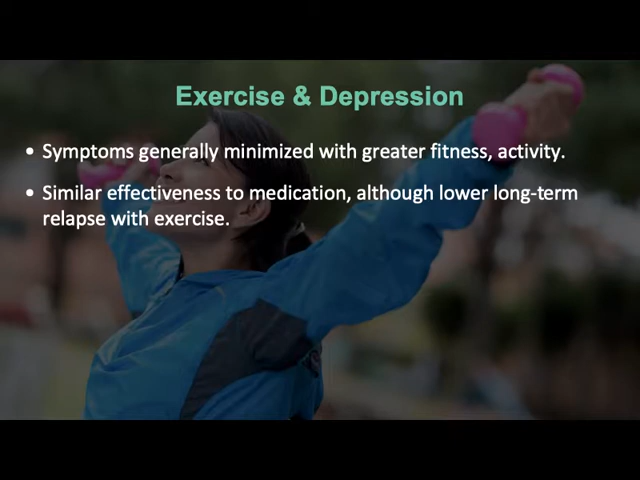 Exercise & Depression
• Symptoms generally minimized with greater fitness, activity.
• Similar effectiveness to medication, although lower long-term
relapse with exercise.